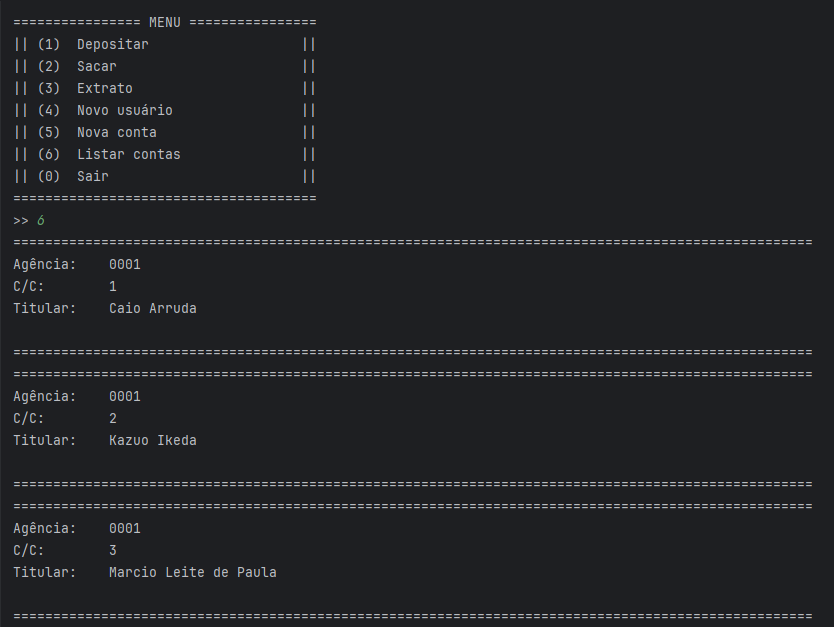 ================ MENU ================
|| (1)  Depositar                   ||
|| (2)  Sacar                       ||
|| (3)  Extrato                     ||
|| (4)  Novo usuário                ||
|| (5)  Nova conta                  ||
|| (6)  Listar contas               ||
|| (0)  Sair                        ||
======================================
>> 6
====================================================================================================
Agência:    0001
C/C:        1
Titular:    Caio Arruda
====================================================================================================
====================================================================================================
Agência:    0001
C/C:        2
Titular:    Kazuo Ikeda
====================================================================================================
====================================================================================================
Agência:    0001
C/C:        3
Titular:    Marcio Leite de Paula
====================================================================================================